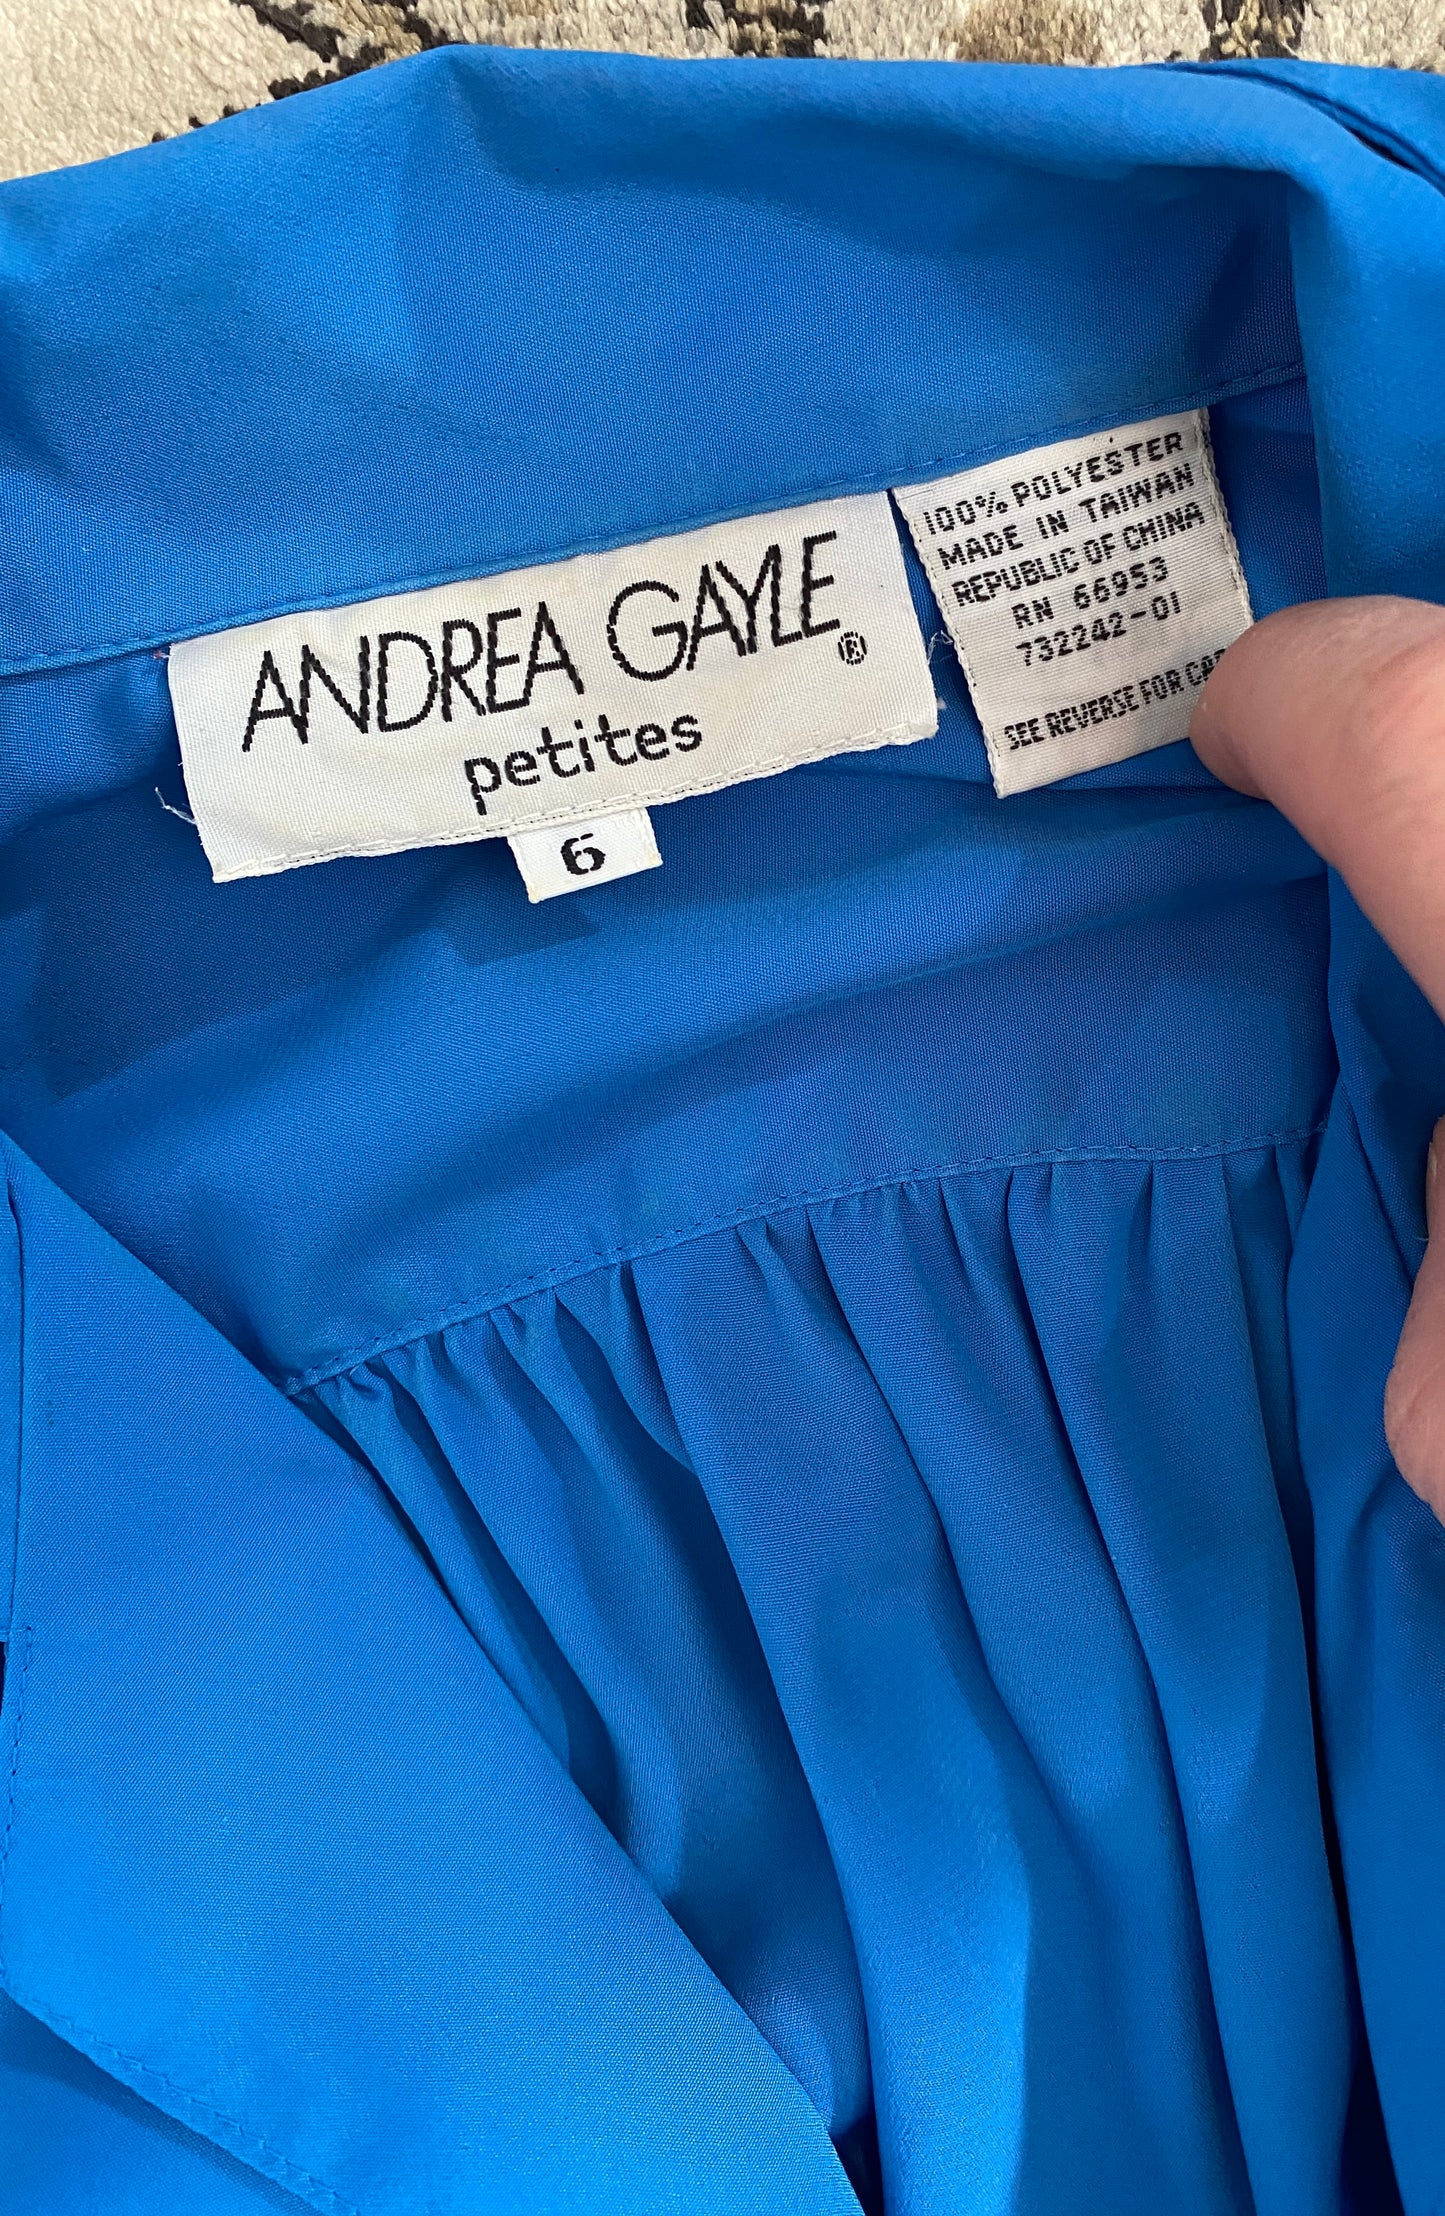 ANDREA GAYLE ®
petites
6
100% POLYESTER
MADE IN TAIWAN
REPUBLIC OF CHINA
RN 66953
732242-01
SEE REVERSE FOR